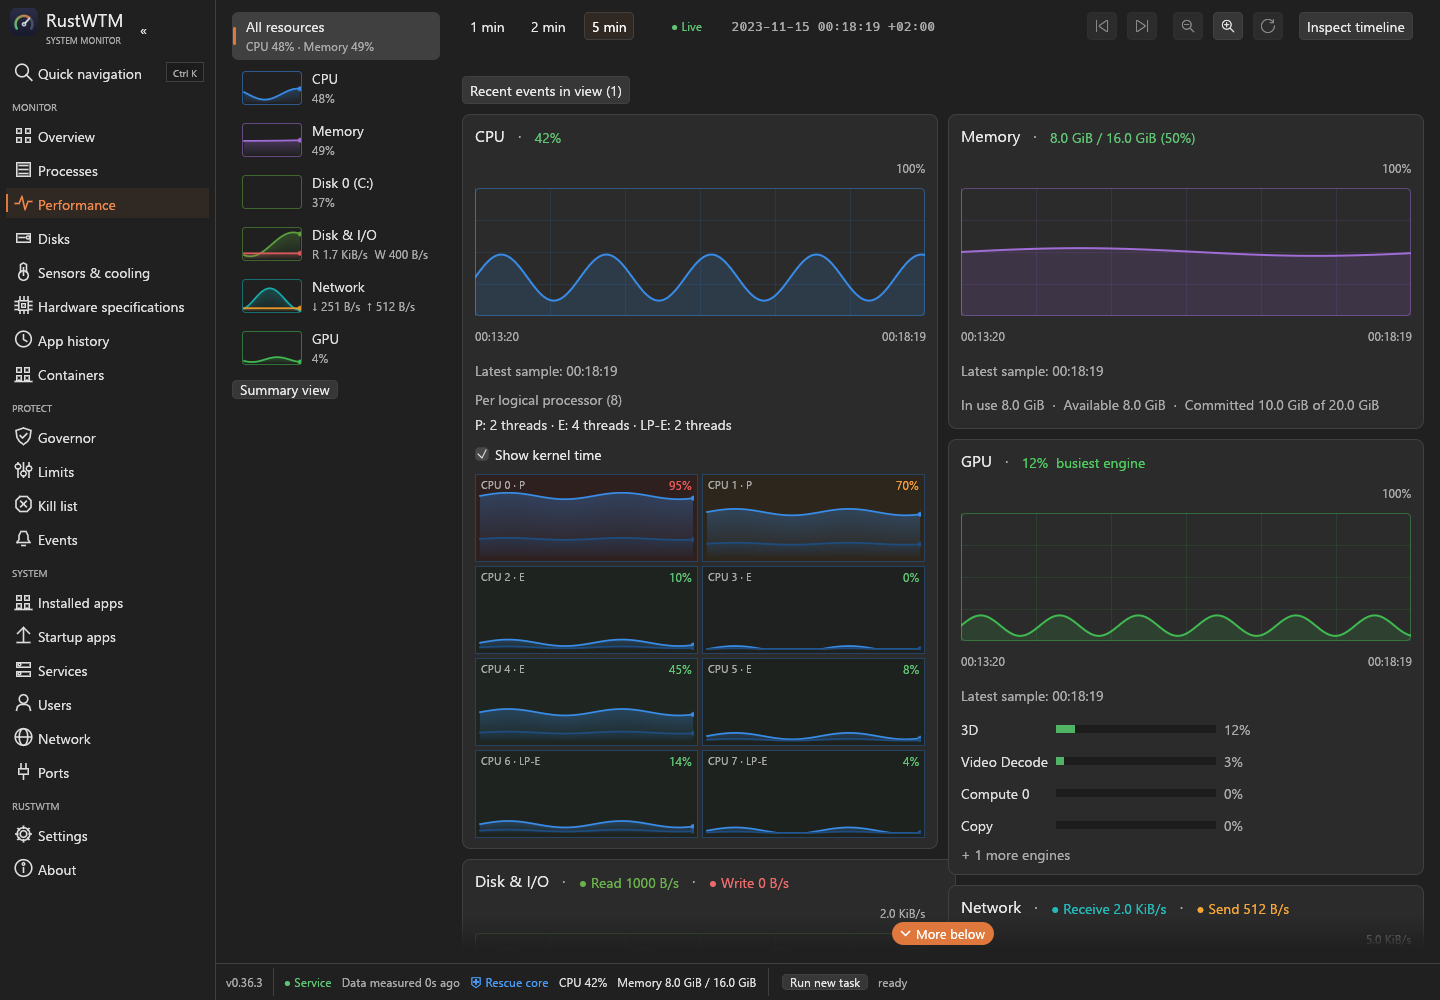 RustWTM
SYSTEM MONITOR
«
Quick navigation
Ctrl K
MONITOR
Overview
Processes
Performance
Disks
Sensors & cooling
Hardware specifications
App history
Containers
PROTECT
Governor
Limits
Kill list
Events
SYSTEM
Installed apps
Startup apps
Services
Users
Network
Ports
RUSTWTM
Settings
About
All resources
CPU 48% · Memory 49%
CPU
48%
Memory
49%
Disk 0 (C:)
37%
Disk & I/O
R 1.7 KiB/s W 400 B/s
Network
↓ 251 B/s ↑ 512 B/s
GPU
4%
Summary view
1 min
2 min
5 min
● Live
2023-11-15 00:18:19 +02:00
Inspect timeline
Recent events in view (1)
CPU · 42%
100%
00:13:20
00:18:19
Latest sample: 00:18:19
Per logical processor (8)
P: 2 threads · E: 4 threads · LP-E: 2 threads
Show kernel time
CPU 0 · P 95%
CPU 1 · P 70%
CPU 2 · E 10%
CPU 3 · E 0%
CPU 4 · E 45%
CPU 5 · E 8%
CPU 6 · LP-E 14%
CPU 7 · LP-E 4%
Disk & I/O · ● Read 1000 B/s · ● Write 0 B/s
2.0 KiB/s
Memory · 8.0 GiB / 16.0 GiB (50%)
100%
00:13:20
00:18:19
Latest sample: 00:18:19
In use 8.0 GiB · Available 8.0 GiB · Committed 10.0 GiB of 20.0 GiB
GPU · 12% busiest engine
100%
00:13:20
00:18:19
Latest sample: 00:18:19
3D 12%
Video Decode 3%
Compute 0 0%
Copy 0%
+ 1 more engines
Network · ● Receive 2.0 KiB/s · ● Send 512 B/s
5.0 KiB/s
More below
v0.36.3
● Service
Data measured 0s ago
Rescue core
CPU 42%
Memory 8.0 GiB / 16.0 GiB
Run new task
ready